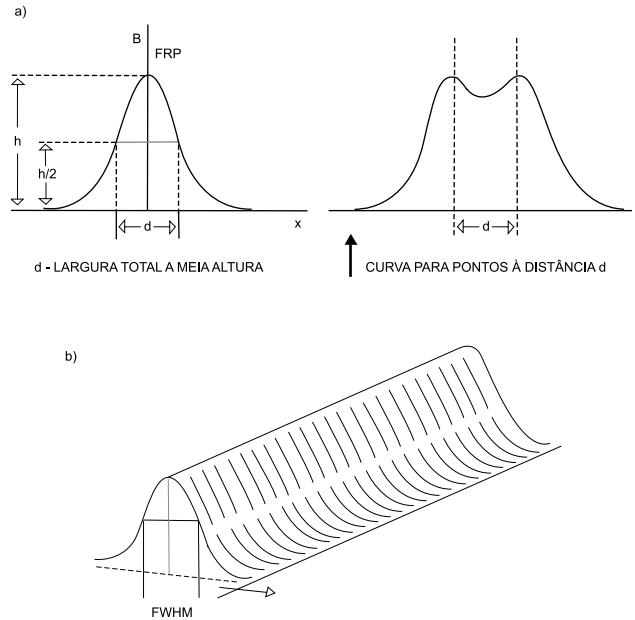 a)
B
FRP
h
h/2
d
x
d - LARGURA TOTAL A MEIA ALTURA
d
CURVA PARA PONTOS À DISTÂNCIA d
b)
FWHM